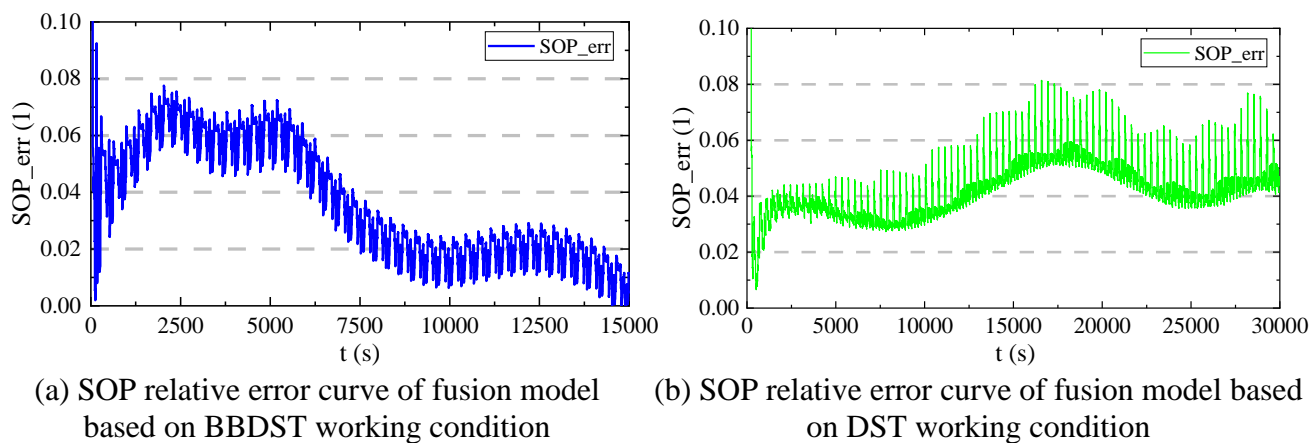 0.10
0.08
0.06
0.04
0.02
0.00
SOP_err (1)
SOP_err
0 2500 5000 7500 10000 12500 15000
t (s)
(a) SOP relative error curve of fusion model
based on BBDST working condition
0.10
0.08
0.06
0.04
0.02
0.00
SOP_err (1)
SOP_err
0 5000 10000 15000 20000 25000 30000
t (s)
(b) SOP relative error curve of fusion model based
on DST working condition